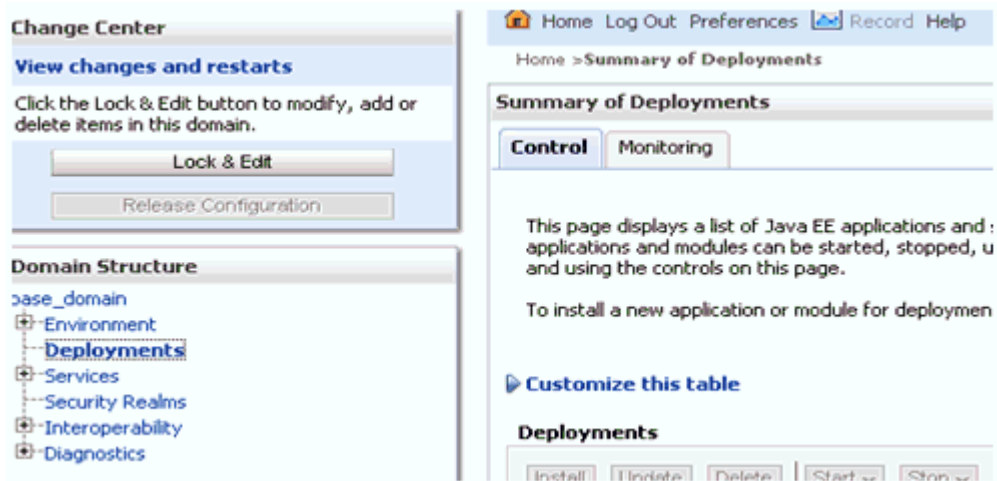 Change Center
View changes and restarts
Click the Lock & Edit button to modify, add or
delete items in this domain.
Lock & Edit
Release Configuration
Domain Structure
base_domain
Environment
Deployments
Services
Security Realms
Interoperability
Diagnostics
Home Log Out Preferences Record Help
Home >Summary of Deployments
Summary of Deployments
Control Monitoring
This page displays a list of Java EE applications and
applications and modules can be started, stopped, u
and using the controls on this page.
To install a new application or module for deploymen
Customize this table
Deployments
Install Update Delete Start Stop